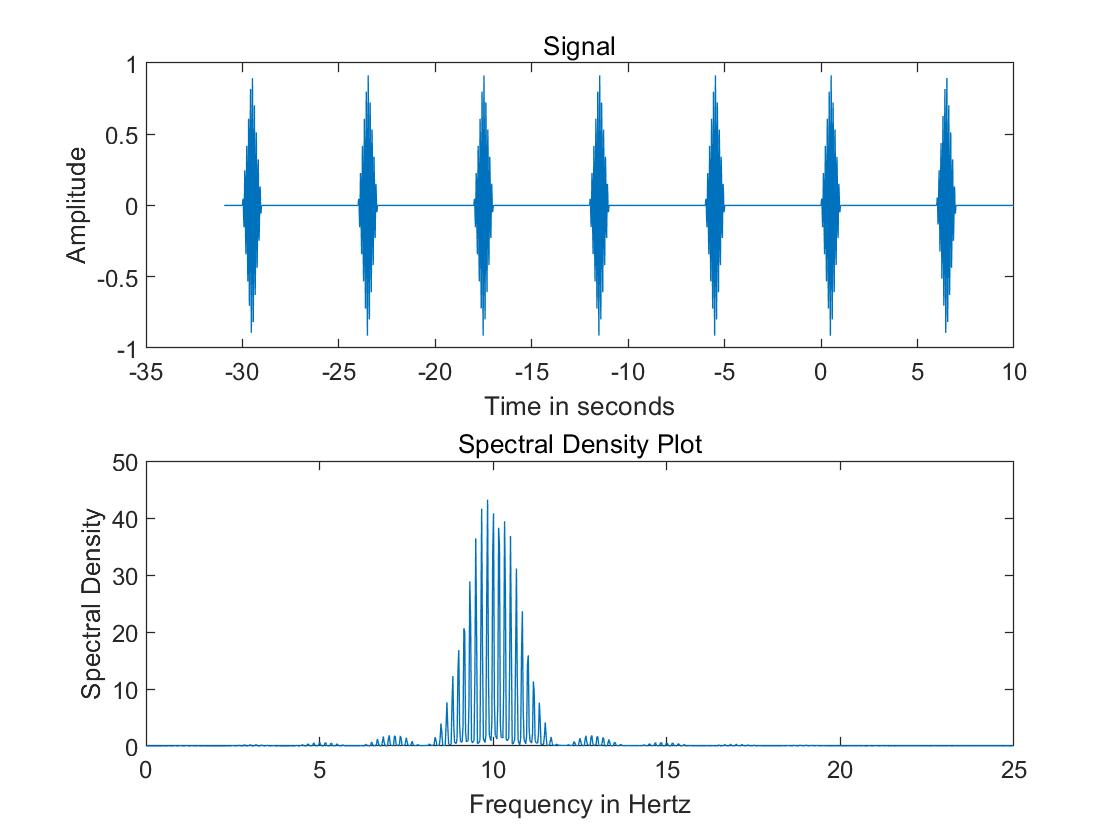 Signal
1
0.5
0
-0.5
-1
Amplitude
-35 -30 -25 -20 -15 -10 -5 0 5 10
Time in seconds
Spectral Density Plot
50
40
30
20
10
0
Spectral Density
0 5 10 15 20 25
Frequency in Hertz